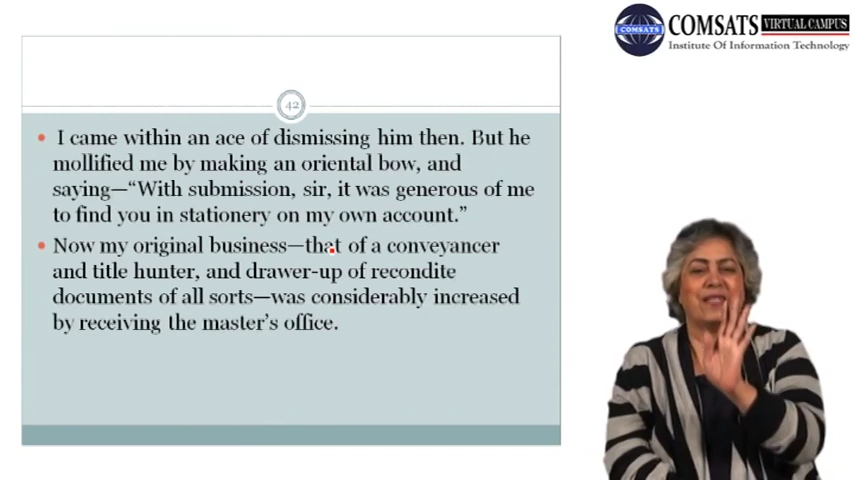 COMSATS VIRTUAL CAMPUS
COMSATS
Institute Of Information Technology
42
I came within an ace of dismissing him then. But he
mollified me by making an oriental bow, and
saying—“With submission, sir, it was generous of me
to find you in stationery on my own account.”
Now my original business—that of a conveyancer
and title hunter, and drawer-up of recondite
documents of all sorts—was considerably increased
by receiving the master’s office.